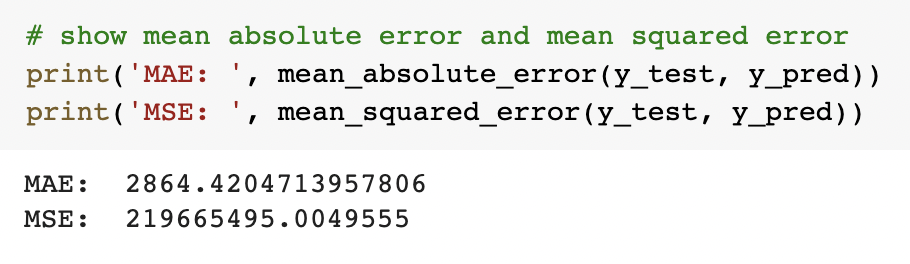 # show mean absolute error and mean squared error
print('MAE: ', mean_absolute_error(y_test, y_pred))
print('MSE: ', mean_squared_error(y_test, y_pred))
MAE:  2864.4204713957806
MSE:  219665495.0049555